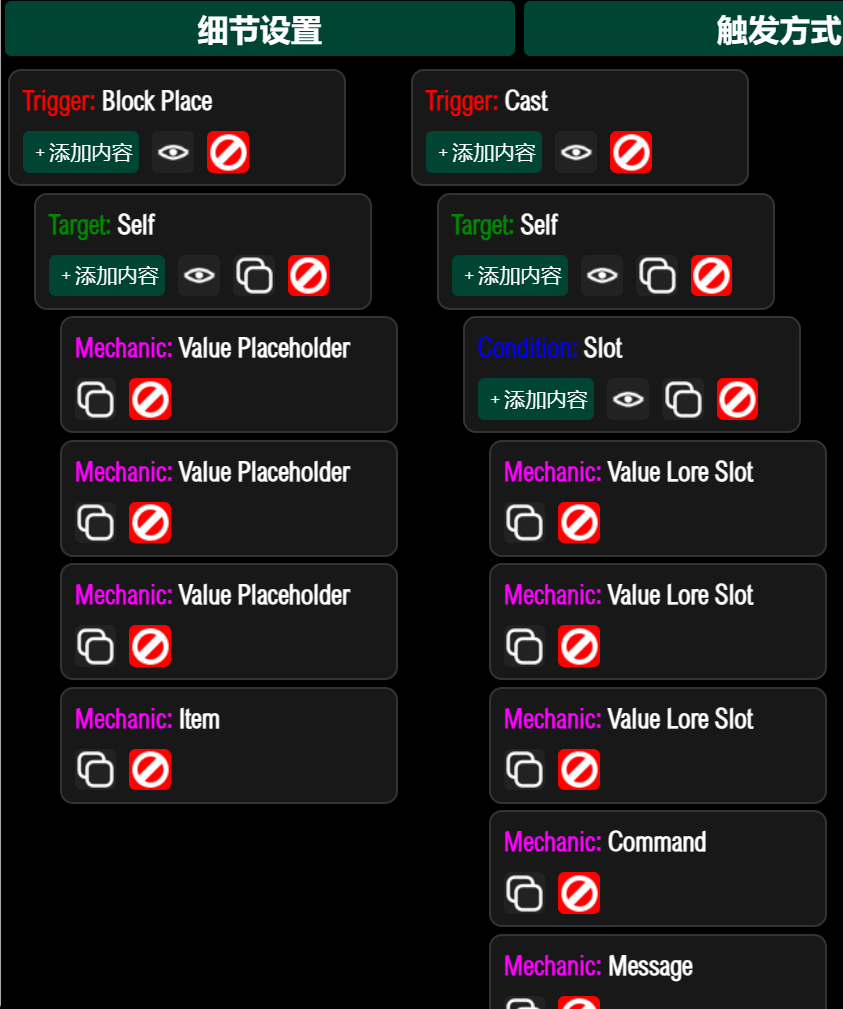 细节设置
触发方式
Trigger: Block Place
+ 添加内容
Target: Self
+ 添加内容
Mechanic: Value Placeholder
Mechanic: Value Placeholder
Mechanic: Value Placeholder
Mechanic: Item
Trigger: Cast
+ 添加内容
Target: Self
+ 添加内容
Condition: Slot
+ 添加内容
Mechanic: Value Lore Slot
Mechanic: Value Lore Slot
Mechanic: Value Lore Slot
Mechanic: Command
Mechanic: Message